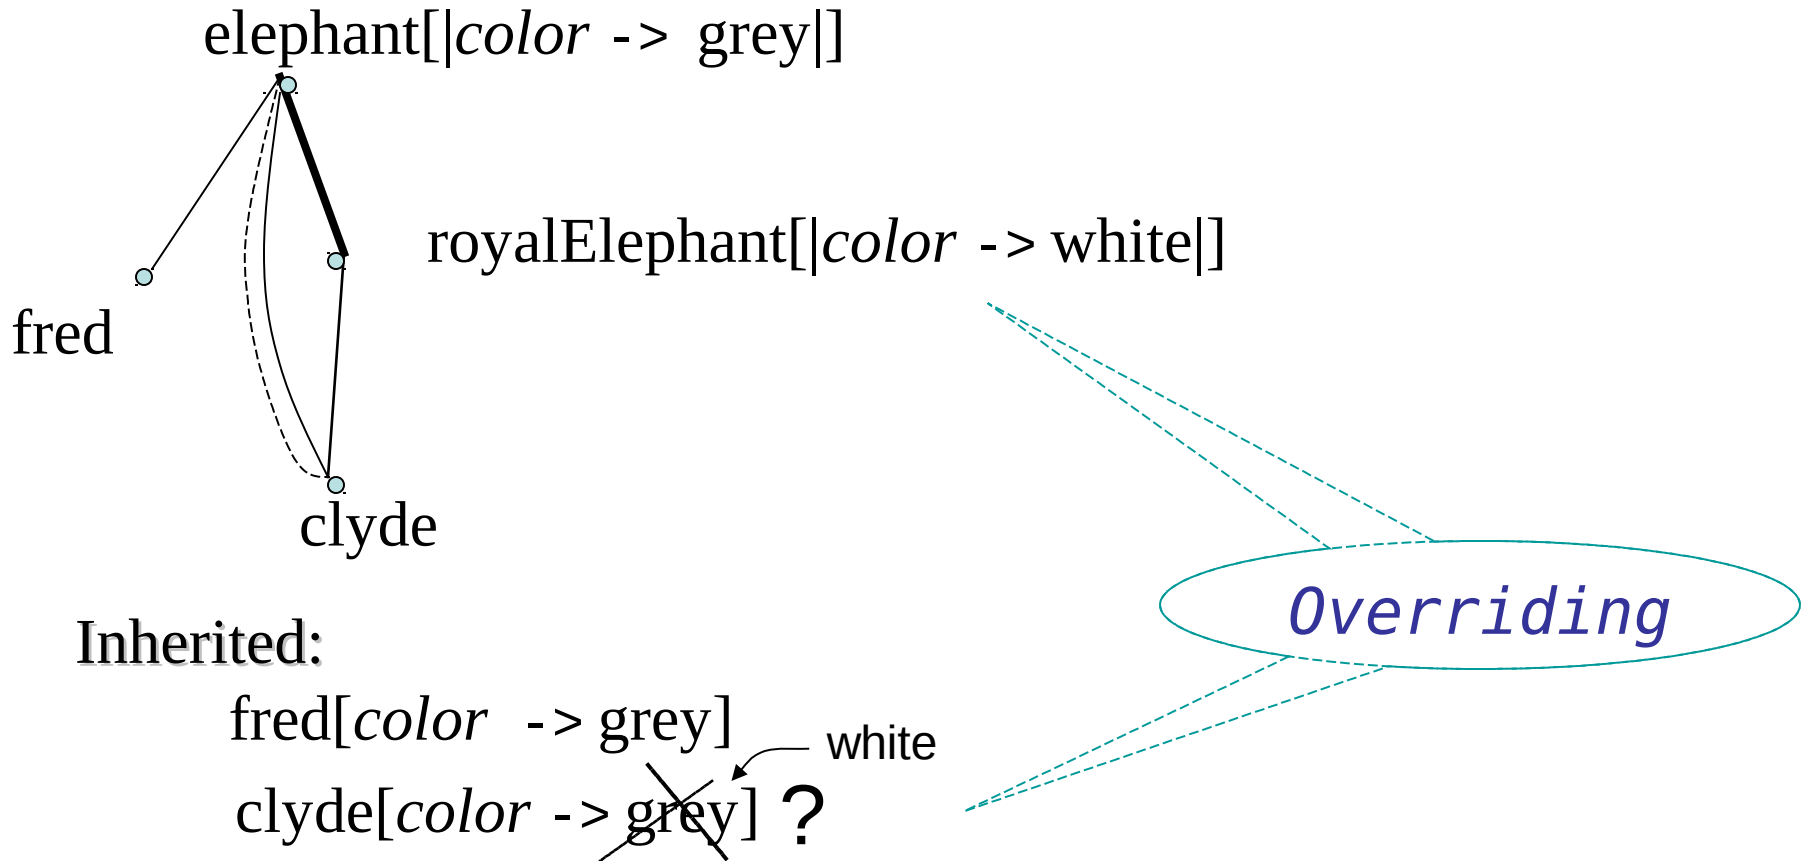 elephant[|color -> grey|]
royalElephant[|color -> white|]
fred
clyde
Overriding
Inherited:
fred[color -> grey]
white
clyde[color -> grey] ?